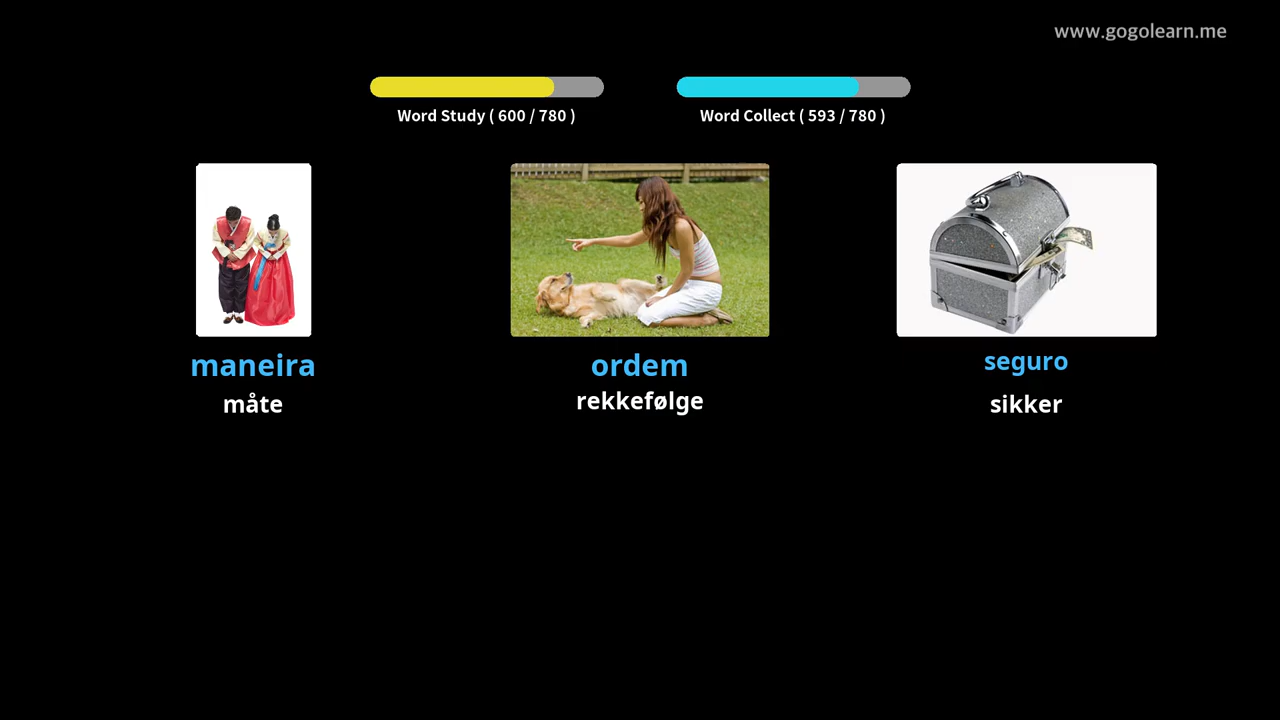 www.gogolearn.me
Word Study ( 600 / 780 )
Word Collect ( 593 / 780 )
maneira
måte
ordem
rekkefølge
seguro
sikker